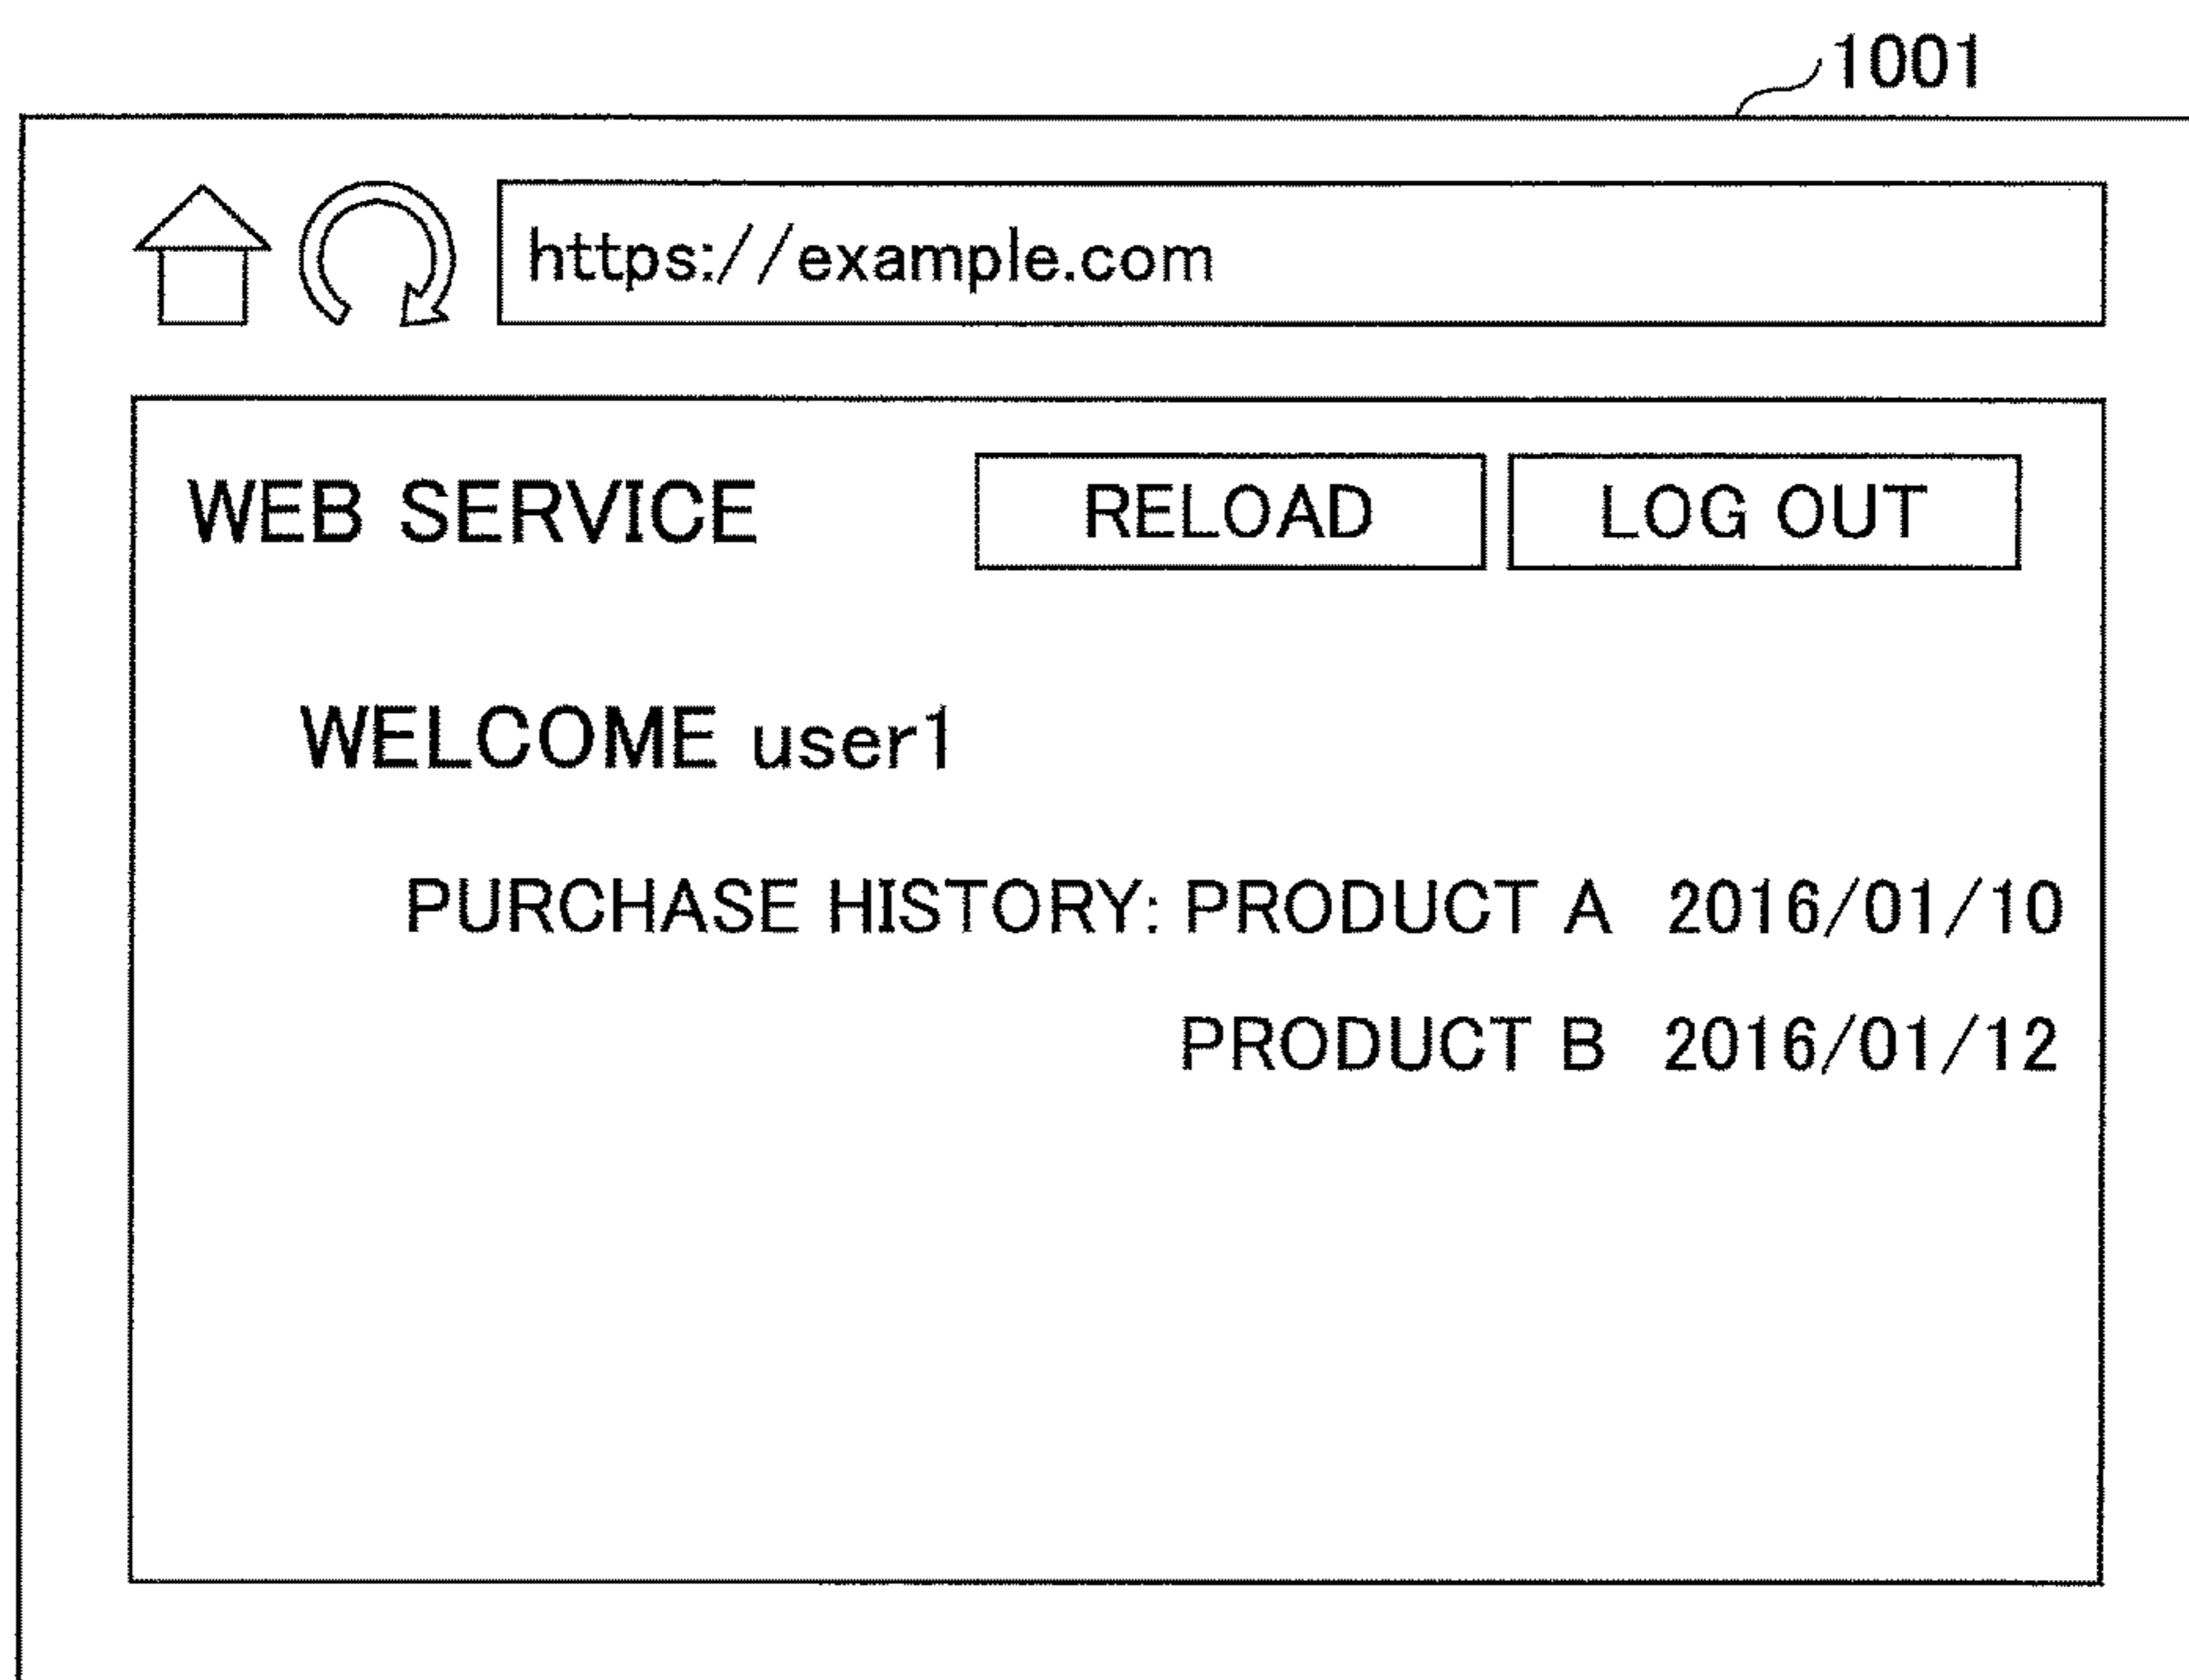 1001
https://example.com
WEB SERVICE RELOAD LOG OUT
WELCOME user1
PURCHASE HISTORY: PRODUCT A 2016/01/10
PRODUCT B 2016/01/12